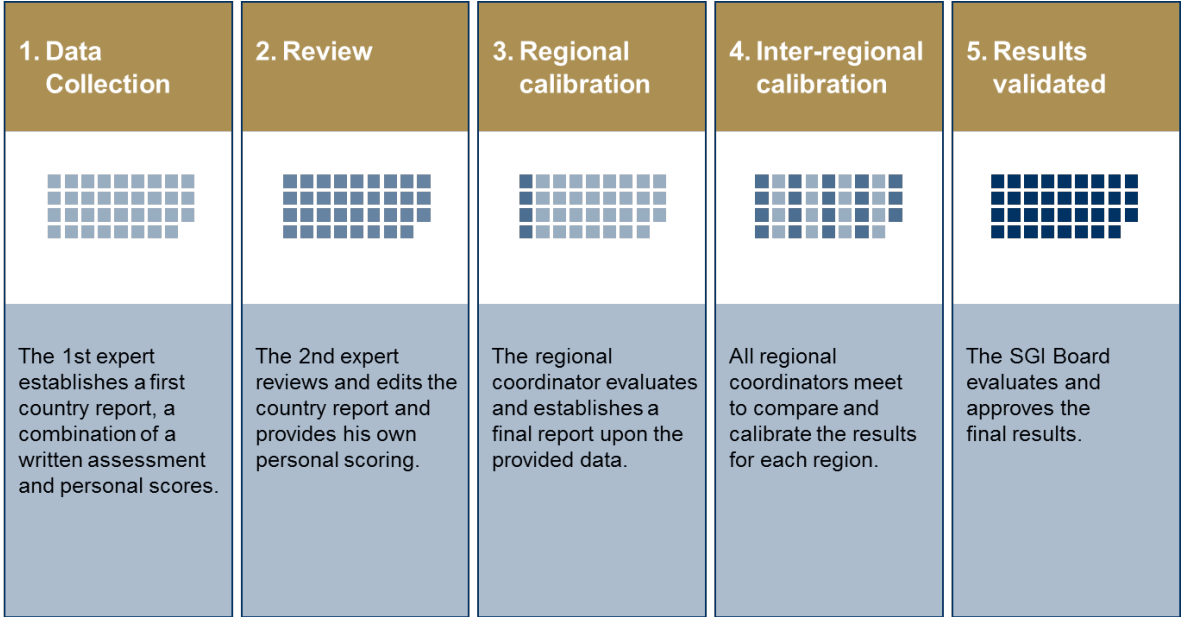 1. Data
Collection
The 1st expert
establishes a first
country report, a
combination of a
written assessment
and personal scores.
2. Review
The 2nd expert
reviews and edits the
country report and
provides his own
personal scoring.
3. Regional
calibration
The regional
coordinator evaluates
and establishes a
final report upon the
provided data.
4. Inter-regional
calibration
All regional
coordinators meet
to compare and
calibrate the results
for each region.
5. Results
validated
The SGI Board
evaluates and
approves the
final results.